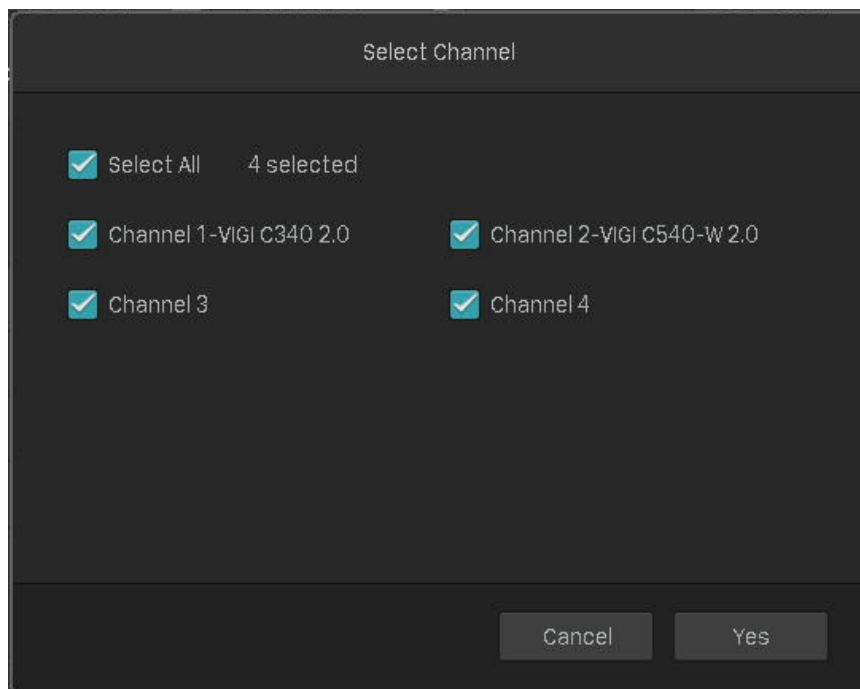 Select Channel
Select All 4 selected
Channel 1-VIGI C340 2.0 Channel 2-VIGI C540-W 2.0
Channel 3 Channel 4
Cancel Yes